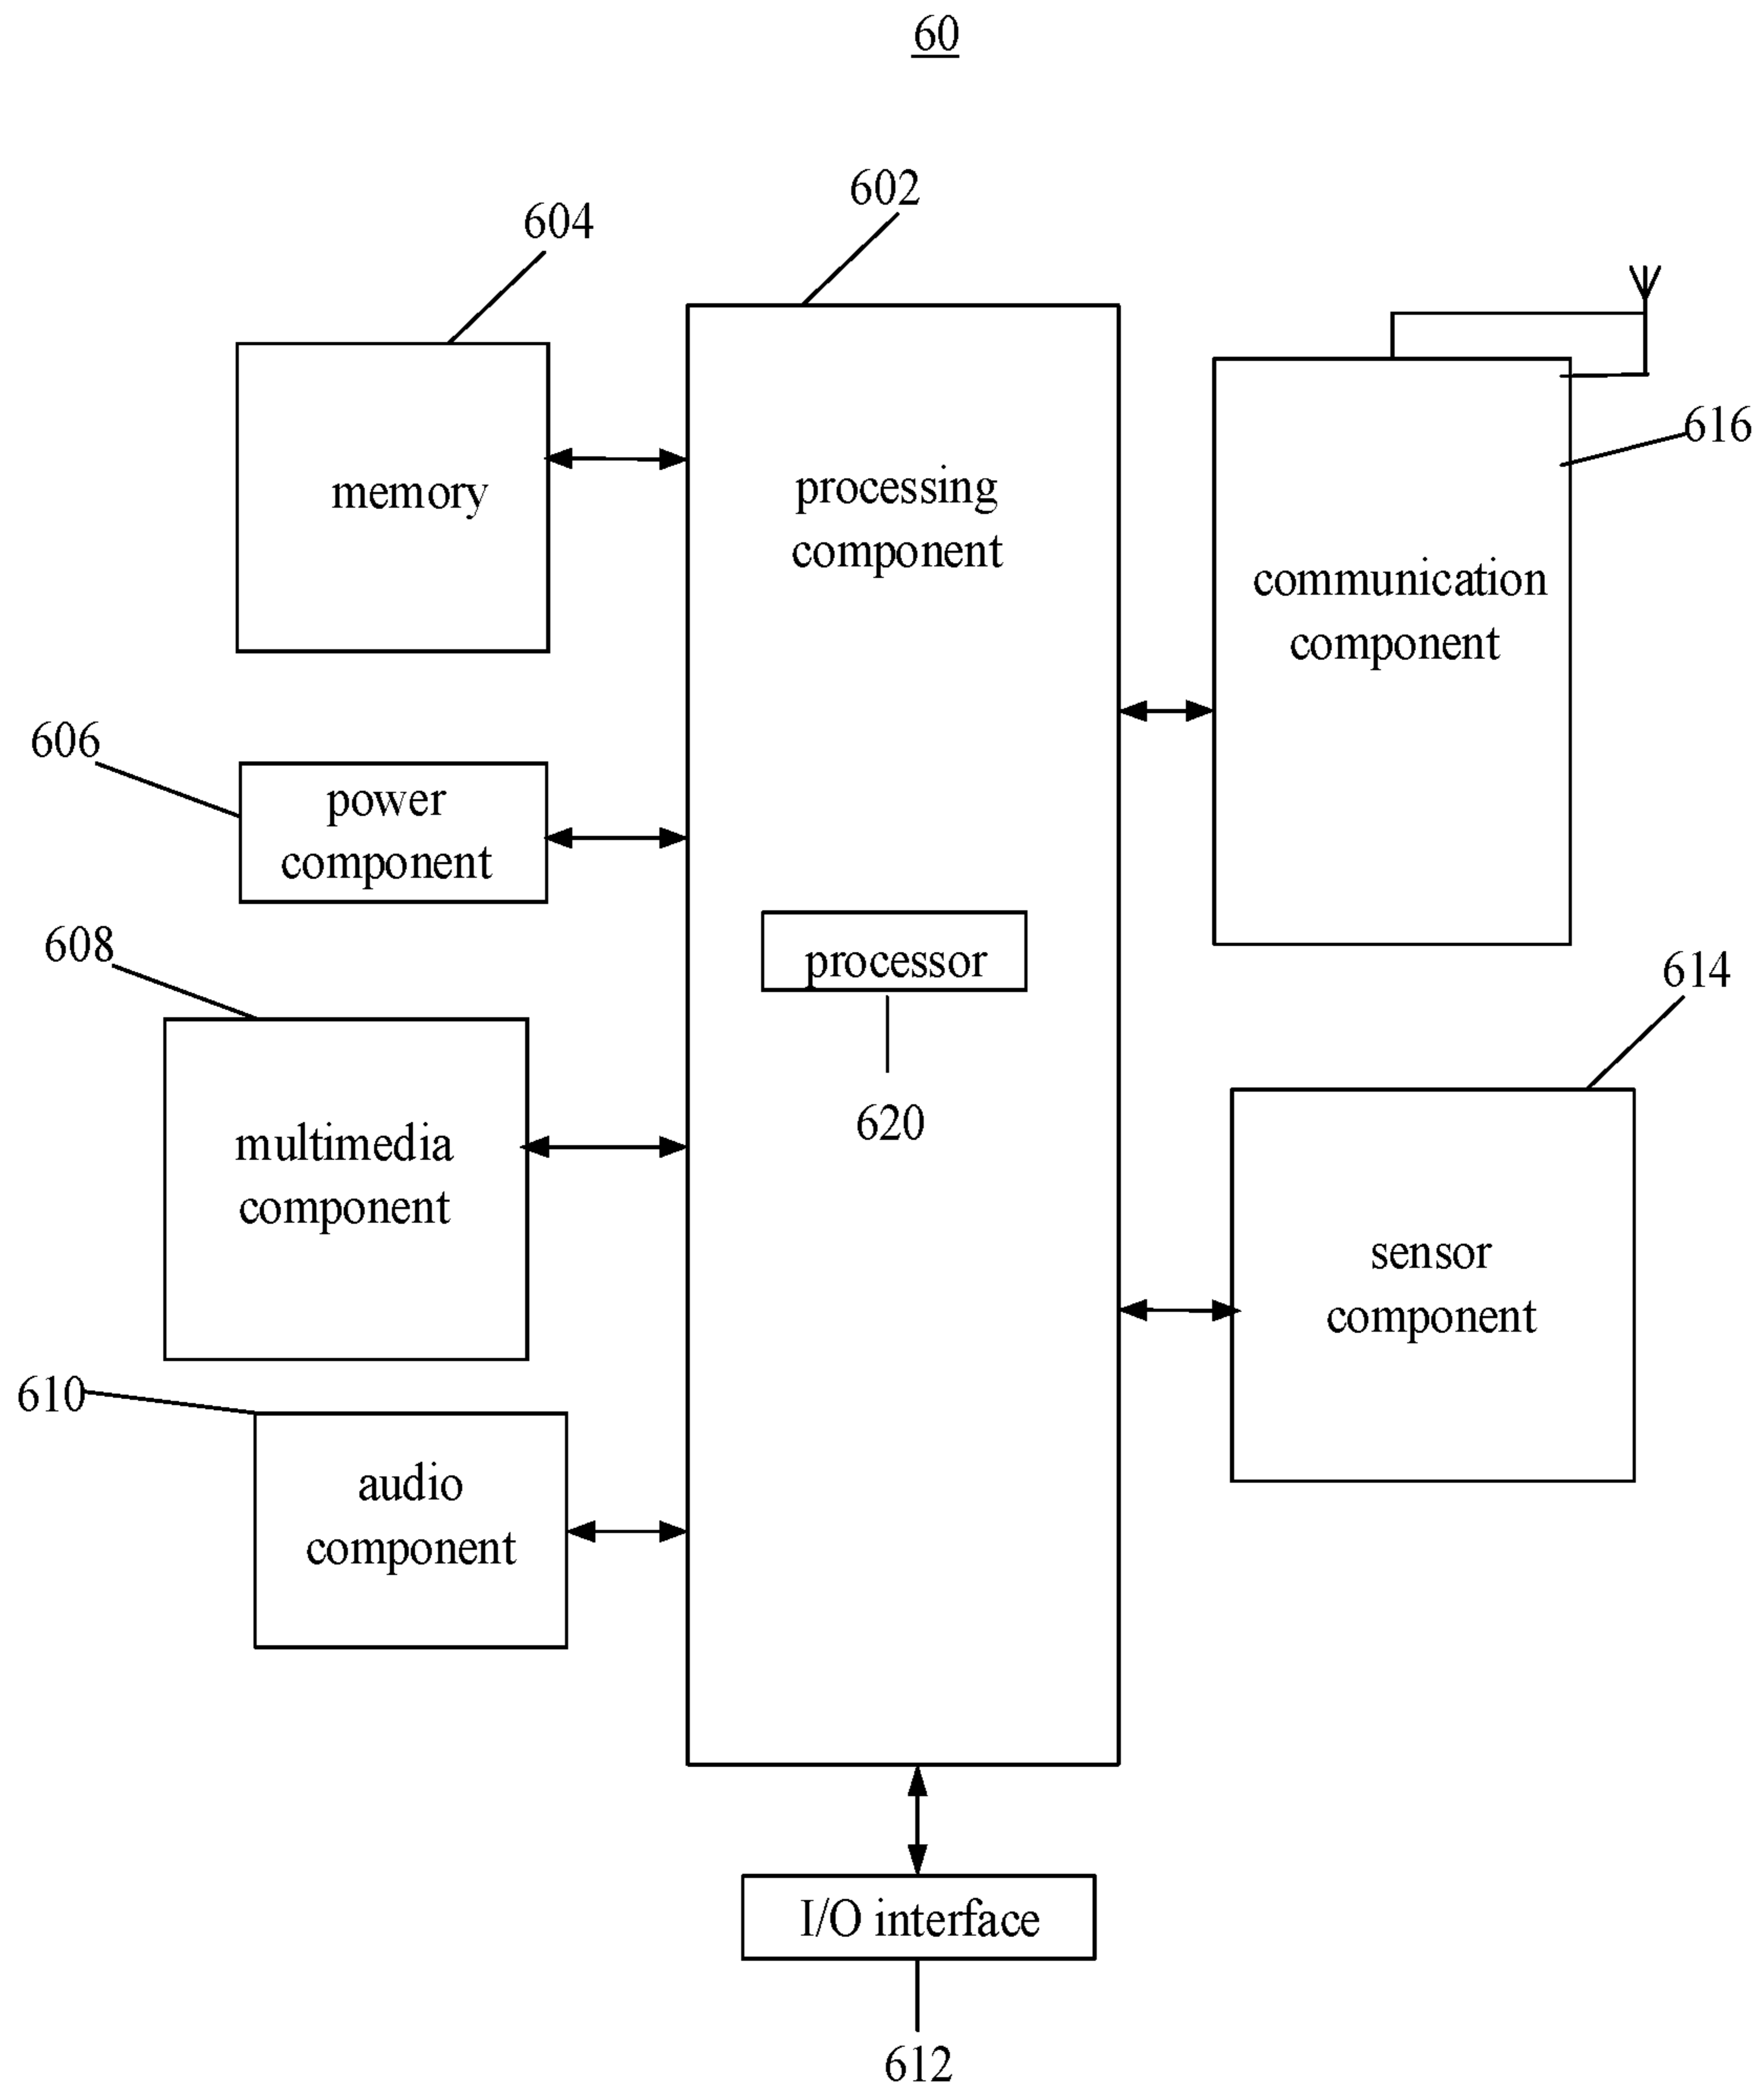 60
602
604
616
memory
processing
component
communication
component
606
power
component
608
processor
614
620
multimedia
component
sensor
component
610
audio
component
I/O interface
612